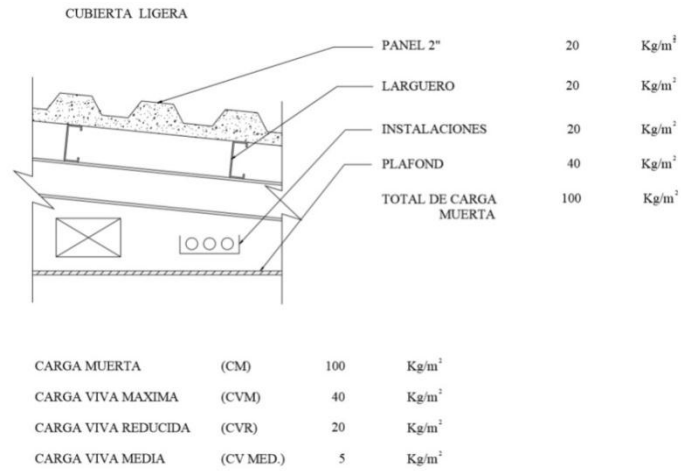 CUBIERTA LIGERA
PANEL 2" 20 Kg/m²
LARGUERO 20 Kg/m²
INSTALACIONES 20 Kg/m²
PLAFOND 40 Kg/m²
TOTAL DE CARGA 100 Kg/m²
MUERTA
CARGA MUERTA (CM) 100 Kg/m²
CARGA VIVA MAXIMA (CVM) 40 Kg/m²
CARGA VIVA REDUCIDA (CVR) 20 Kg/m²
CARGA VIVA MEDIA (CV MED.) 5 Kg/m²